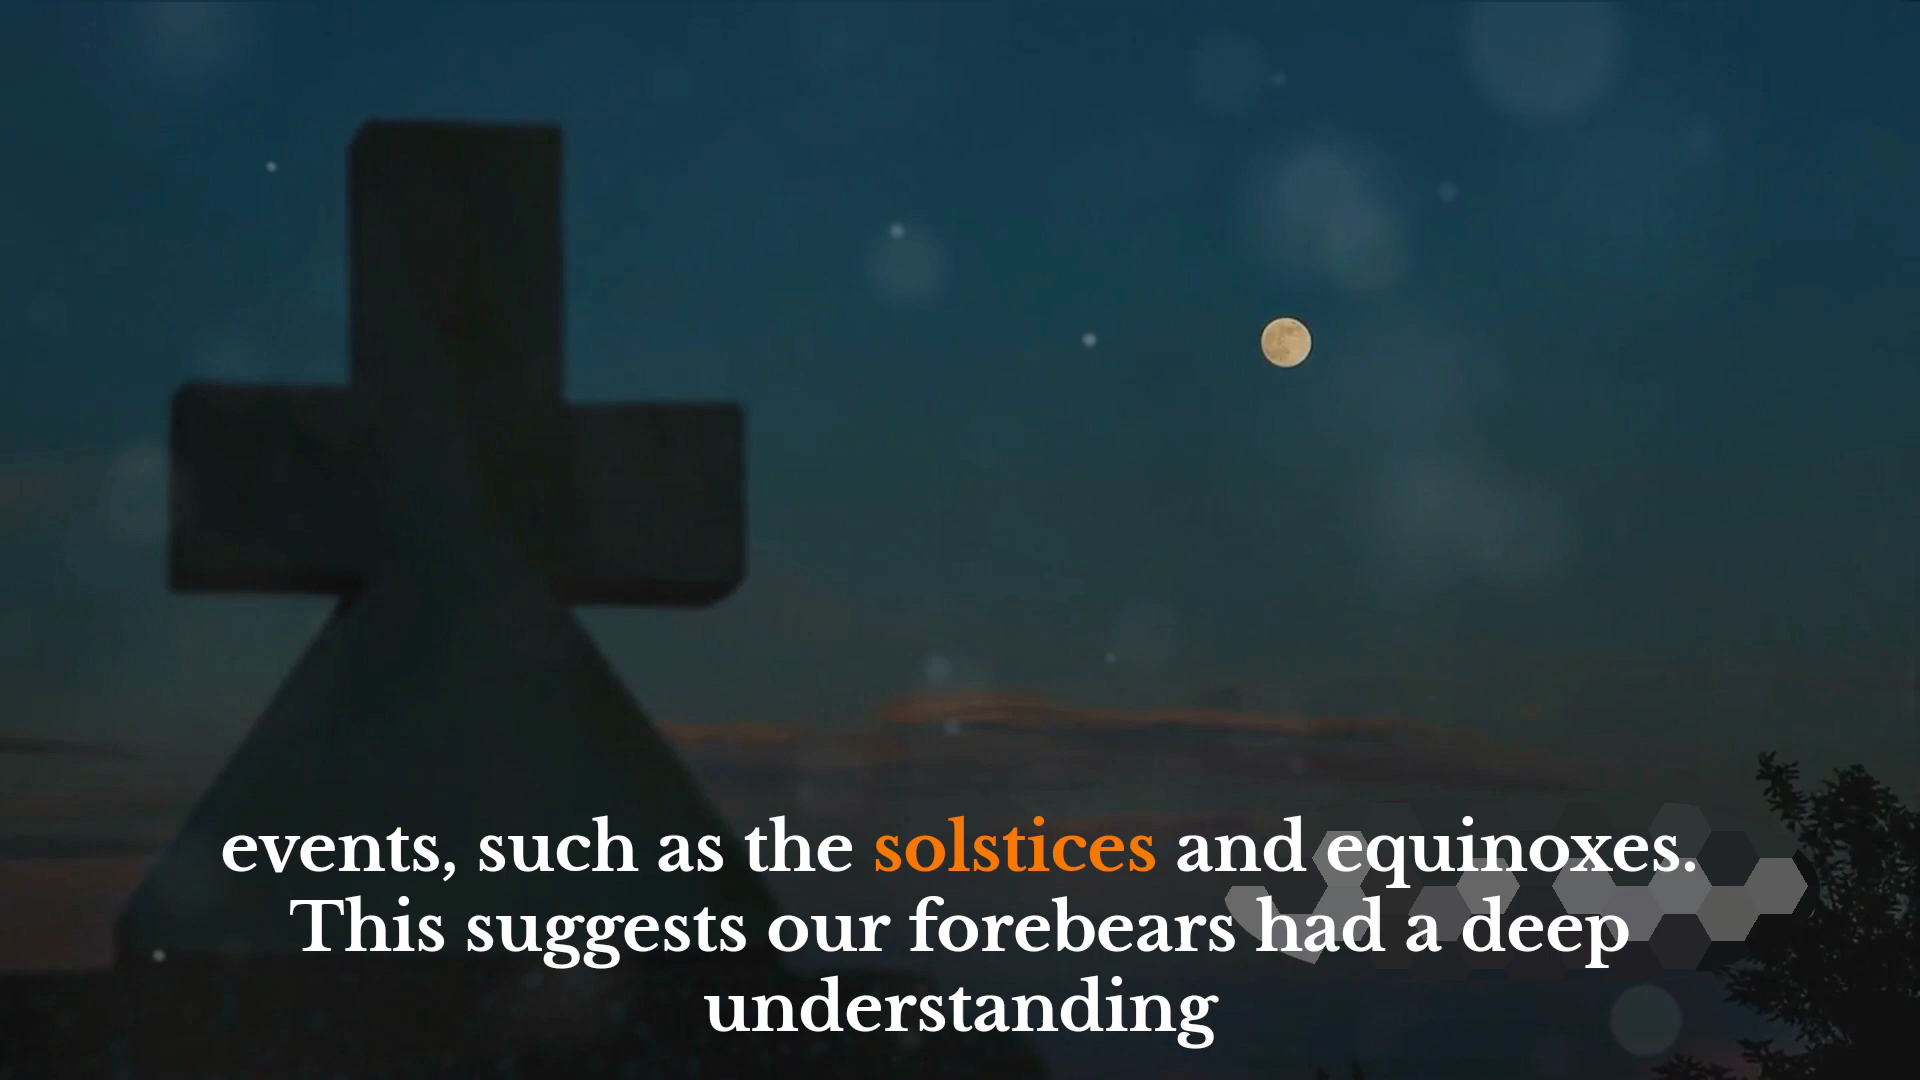 events, such as the solstices and equinoxes.
This suggests our forebears had a deep
understanding